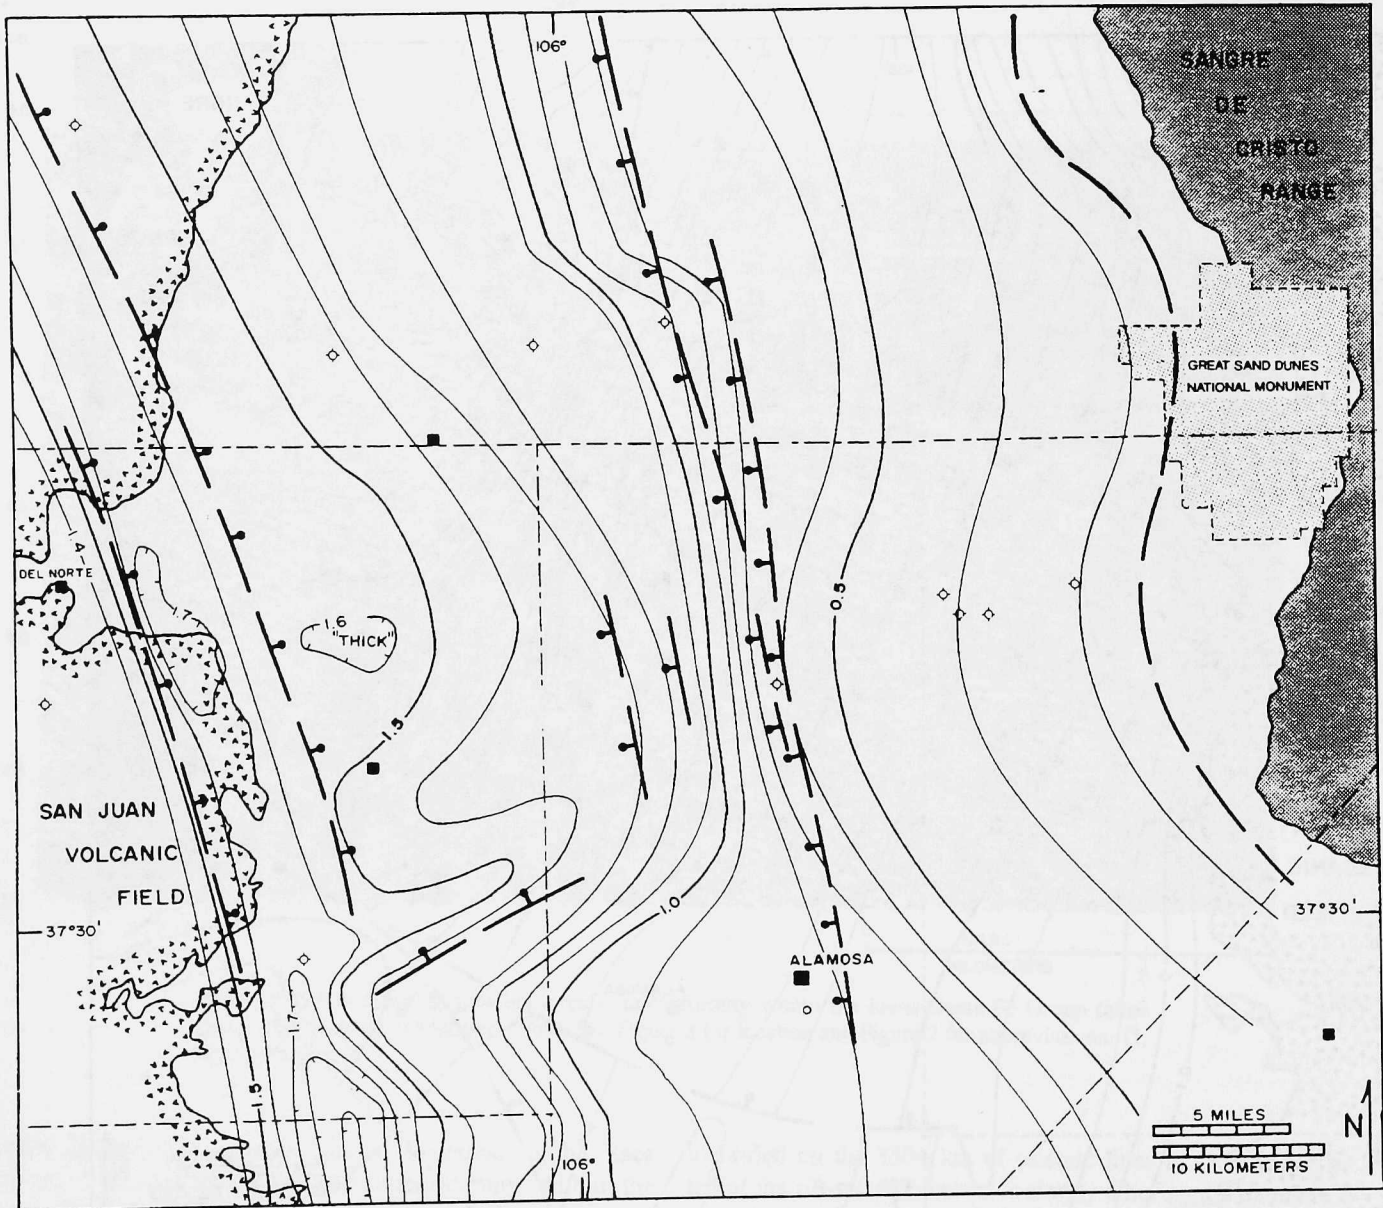 106°
SANGRE
DE
CRISTO
RANGE
GREAT SAND DUNES
NATIONAL MONUMENT
1.4
DEL NORTE
1.7
1.6
"THICK"
0.5
1.5
SAN JUAN
VOLCANIC
FIELD
1.0
37°30'
37°30'
ALAMOSA
1.7
1.5
5 MILES
10 KILOMETERS
N
106°